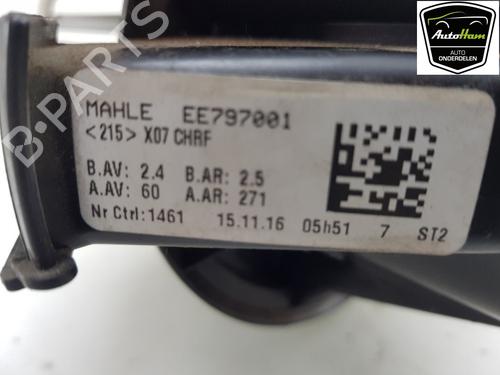 AutoHam
AUTO
ONDERDELEN
B-PARTS
MAHLE EE797001
<215> X07 CHRF
B.AV: 2.4 B.AR: 2.5
A.AV: 60 A.AR: 271
Nr Ctrl:1461 15.11.16 05h51 7 ST2